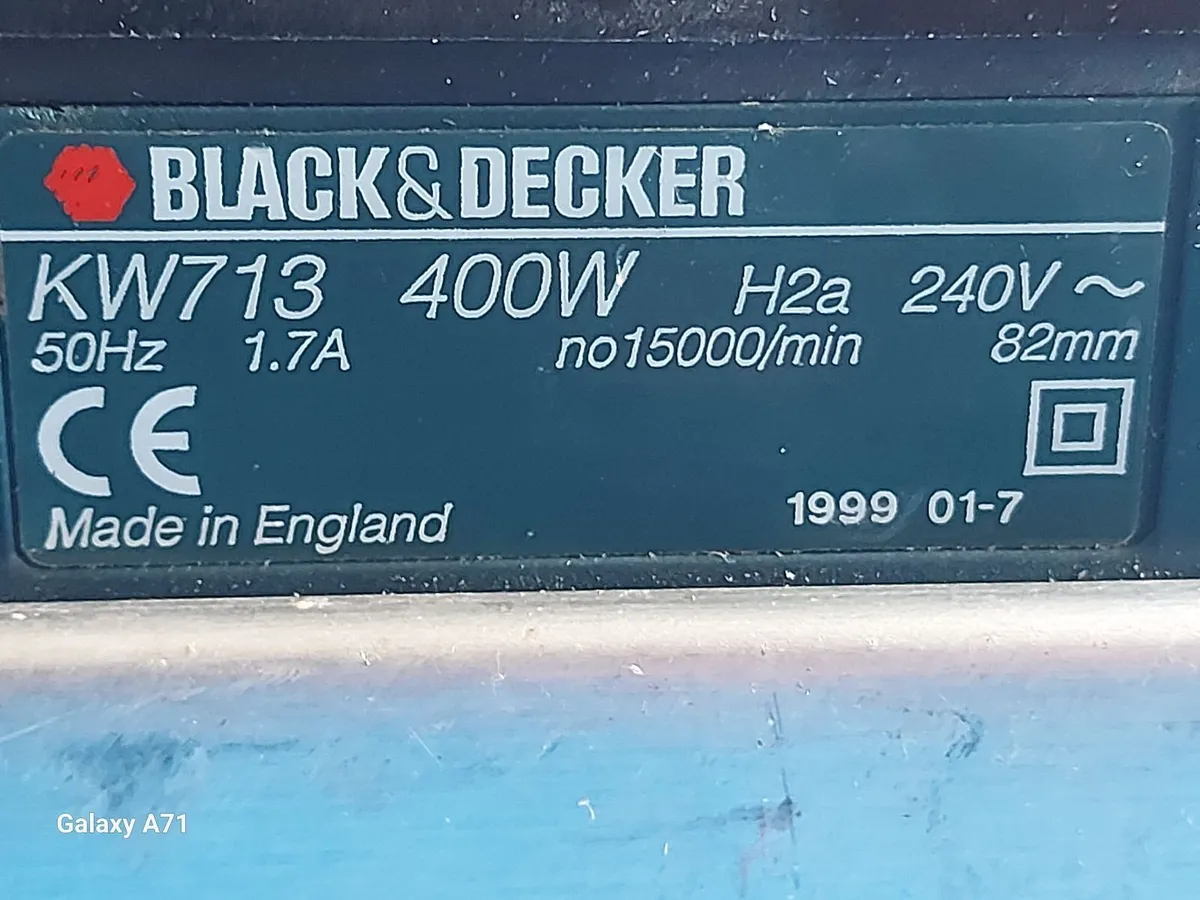 BLACK&DECKER
KW713 400W H2a 240V~
50Hz 1.7A no15000/min 82mm
CE
Made in England 1999 01-7
Galaxy A71